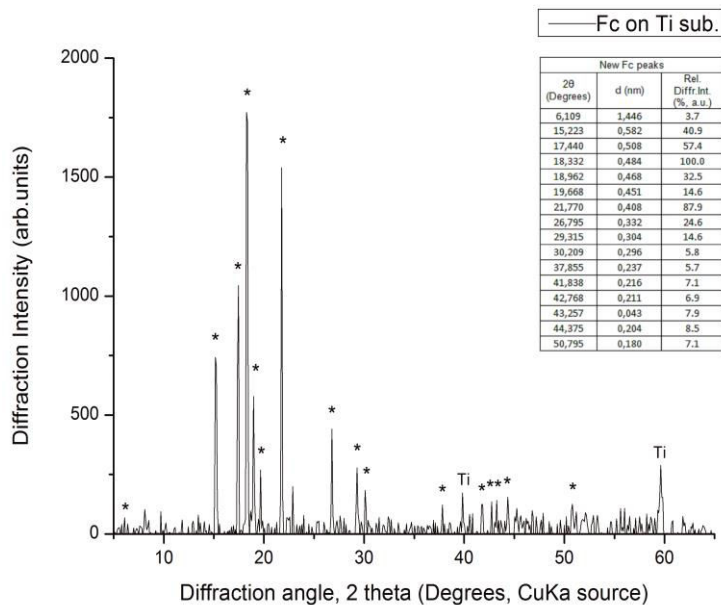 Fc on Ti sub.
New Fc peaks
2θ (Degrees) d (nm) Rel. Diffr.Int. (%, a.u.)
6,109 1,446 3.7
15,223 0,582 40.9
17,440 0,508 57.4
18,332 0,484 100.0
18,962 0,468 32.5
19,668 0,451 14.6
21,770 0,408 87.9
26,795 0,332 24.6
29,315 0,304 14.6
30,209 0,296 5.8
37,855 0,237 5.7
41,838 0,216 7.1
42,768 0,211 6.9
43,257 0,043 7.9
44,375 0,204 8.5
50,795 0,180 7.1
Diffraction Intensity (arb.units)
2000
1500
1000
500
0
* * * * * * * * * * * Ti * * * * * Ti
10 20 30 40 50 60
Diffraction angle, 2 theta (Degrees, CuKa source)